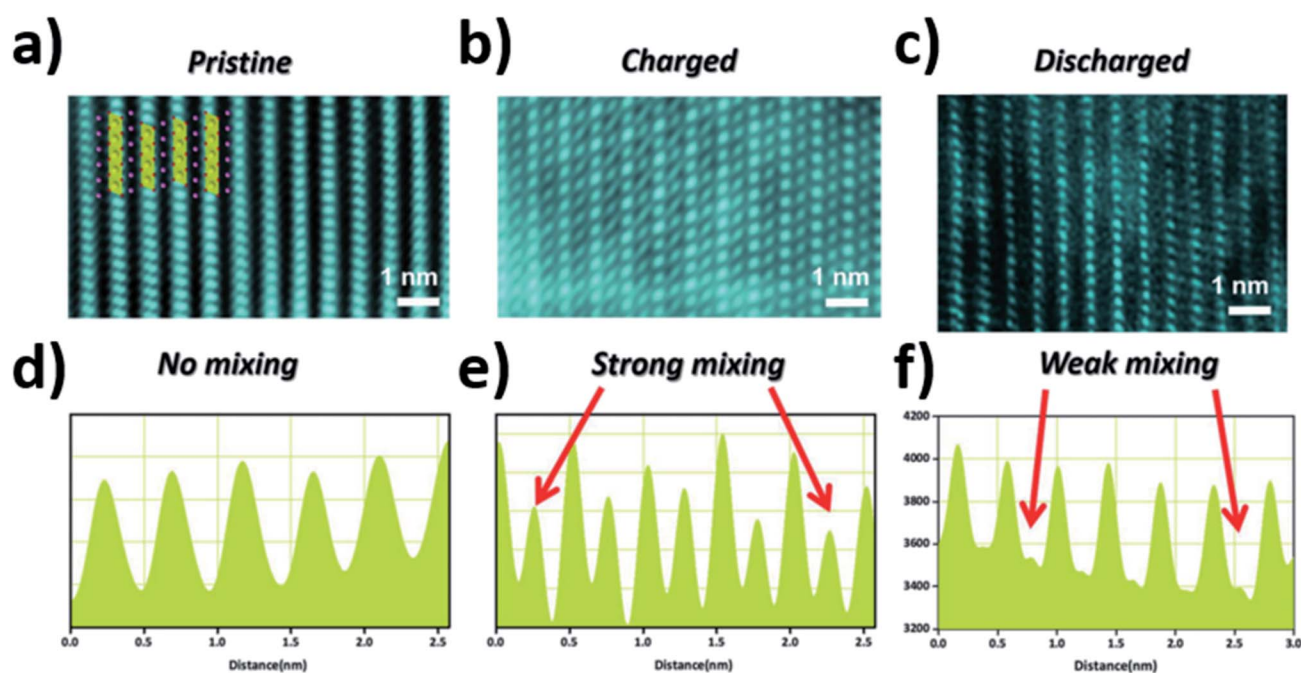 a) Pristine
b) Charged
c) Discharged
1 nm
1 nm
1 nm
d) No mixing
e) Strong mixing
f) Weak mixing
4200
4000
3800
3600
3400
3200
0.0 0.5 1.0 1.5 2.0 2.5
Distance(nm)
0.0 0.5 1.0 1.5 2.0 2.5
Distance(nm)
0.0 0.5 1.0 1.5 2.0 2.5 3.0
Distance(nm)